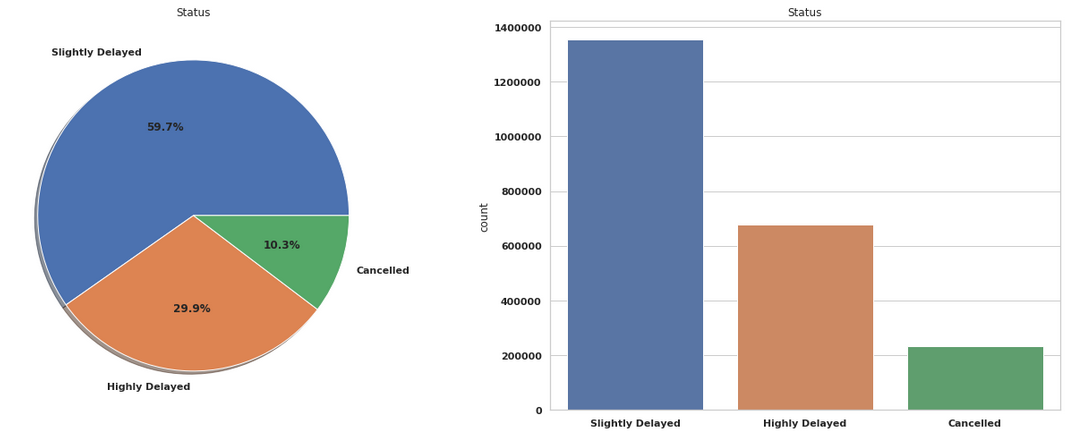 Status
Slightly Delayed
59.7%
10.3%
Cancelled
29.9%
Highly Delayed
Status
1400000
1200000
1000000
800000
600000
400000
200000
0
count
Slightly Delayed
Highly Delayed
Cancelled